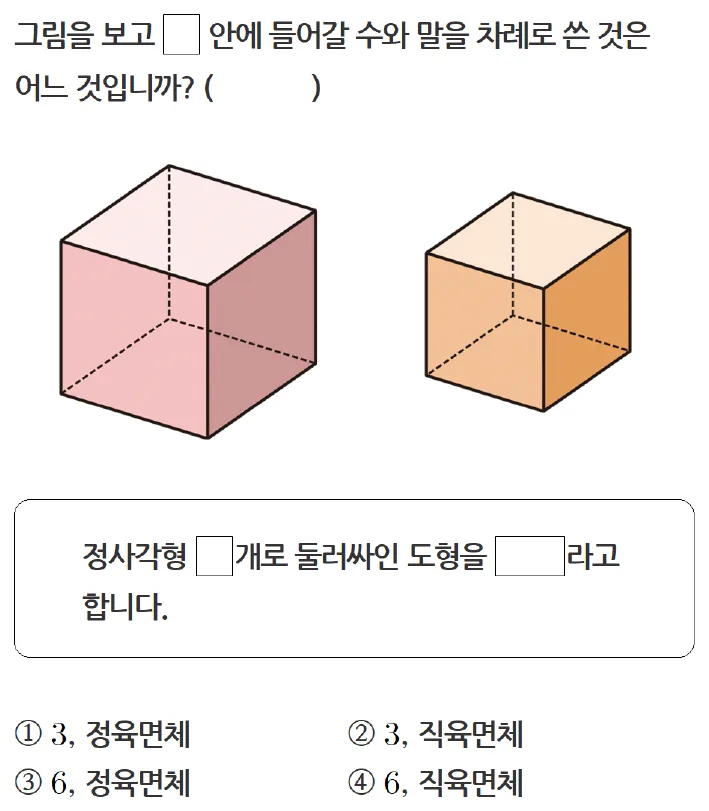 그림을 보고 □ 안에 들어갈 수와 말을 차례로 쓴 것은
어느 것입니까? (          )
정사각형 □개로 둘러싸인 도형을 □라고
합니다.
① 3, 정육면체 ② 3, 직육면체
③ 6, 정육면체 ④ 6, 직육면체